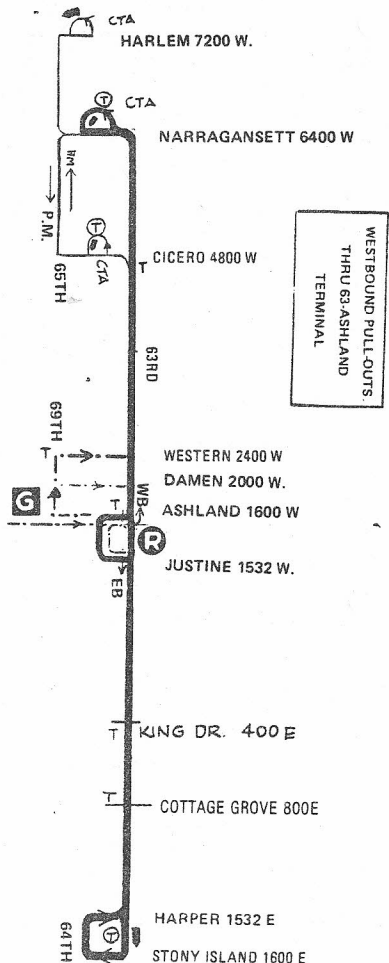 CTA
HARLEM 7200 W.
T
CTA
NARRAGANSETT 6400 W
P.M.
T
CTA
T
CICERO 4800 W
65TH
WESTBOUND PULL-OUTS
THRU 63-ASHLAND
TERMINAL
63RD
69TH
T
WESTERN 2400 W
DAMEN 2000 W.
G
T
WB
ASHLAND 1600 W
R
EB
JUSTINE 1532 W.
T
KING DR. 400 E
T
COTTAGE GROVE 800E
HARPER 1532 E
T
64TH
STONY ISLAND 1600 E